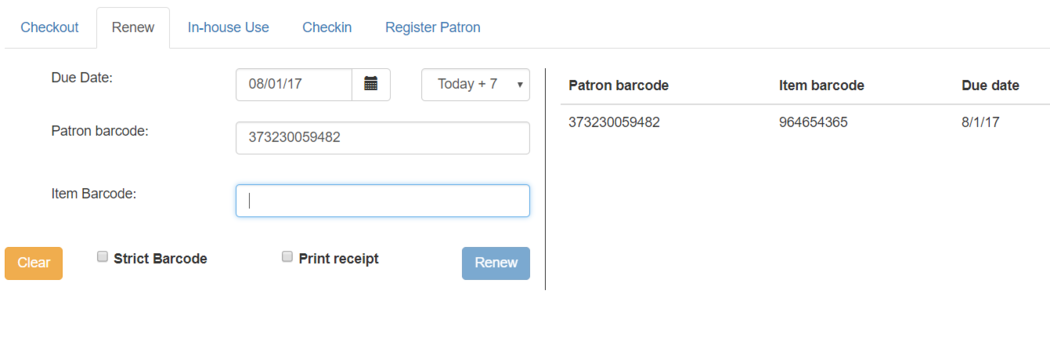 Checkout Renew In-house Use Checkin Register Patron
Due Date: 08/01/17 Today + 7
Patron barcode: 373230059482
Item Barcode:
Clear Strict Barcode Print receipt Renew
Patron barcode Item barcode Due date
373230059482 964654365 8/1/17